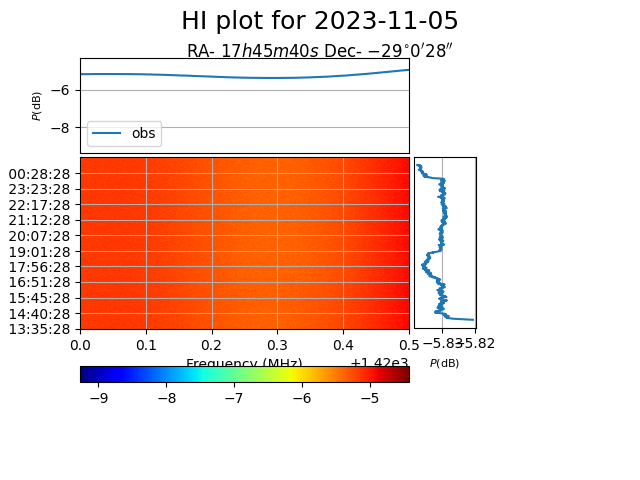 HI plot for 2023-11-05
RA- 17h45m40s Dec- −29°0′28″
P(dB)
−6
−8
obs
00:28:28
23:23:28
22:17:28
21:12:28
20:07:28
19:01:28
17:56:28
16:51:28
15:45:28
14:40:28
13:35:28
0.0 0.1 0.2 0.3 0.4 0.5
−5.83 −5.82
Frequency (MHz) +1.42e3
P(dB)
−9 −8 −7 −6 −5